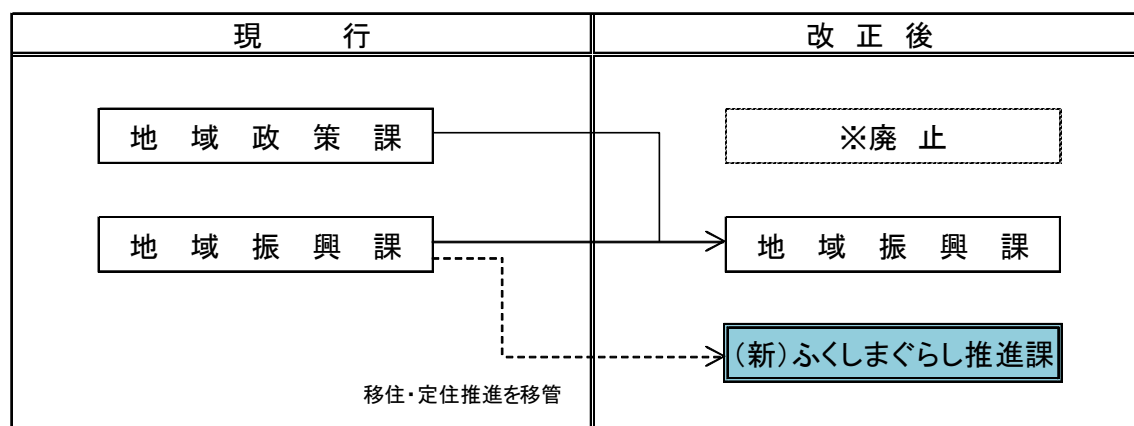 現 行
改 正 後
地 域 政 策 課
※廃 止
地 域 振 興 課
地 域 振 興 課
(新)ふくしまぐらし推進課
移住・定住推進を移管